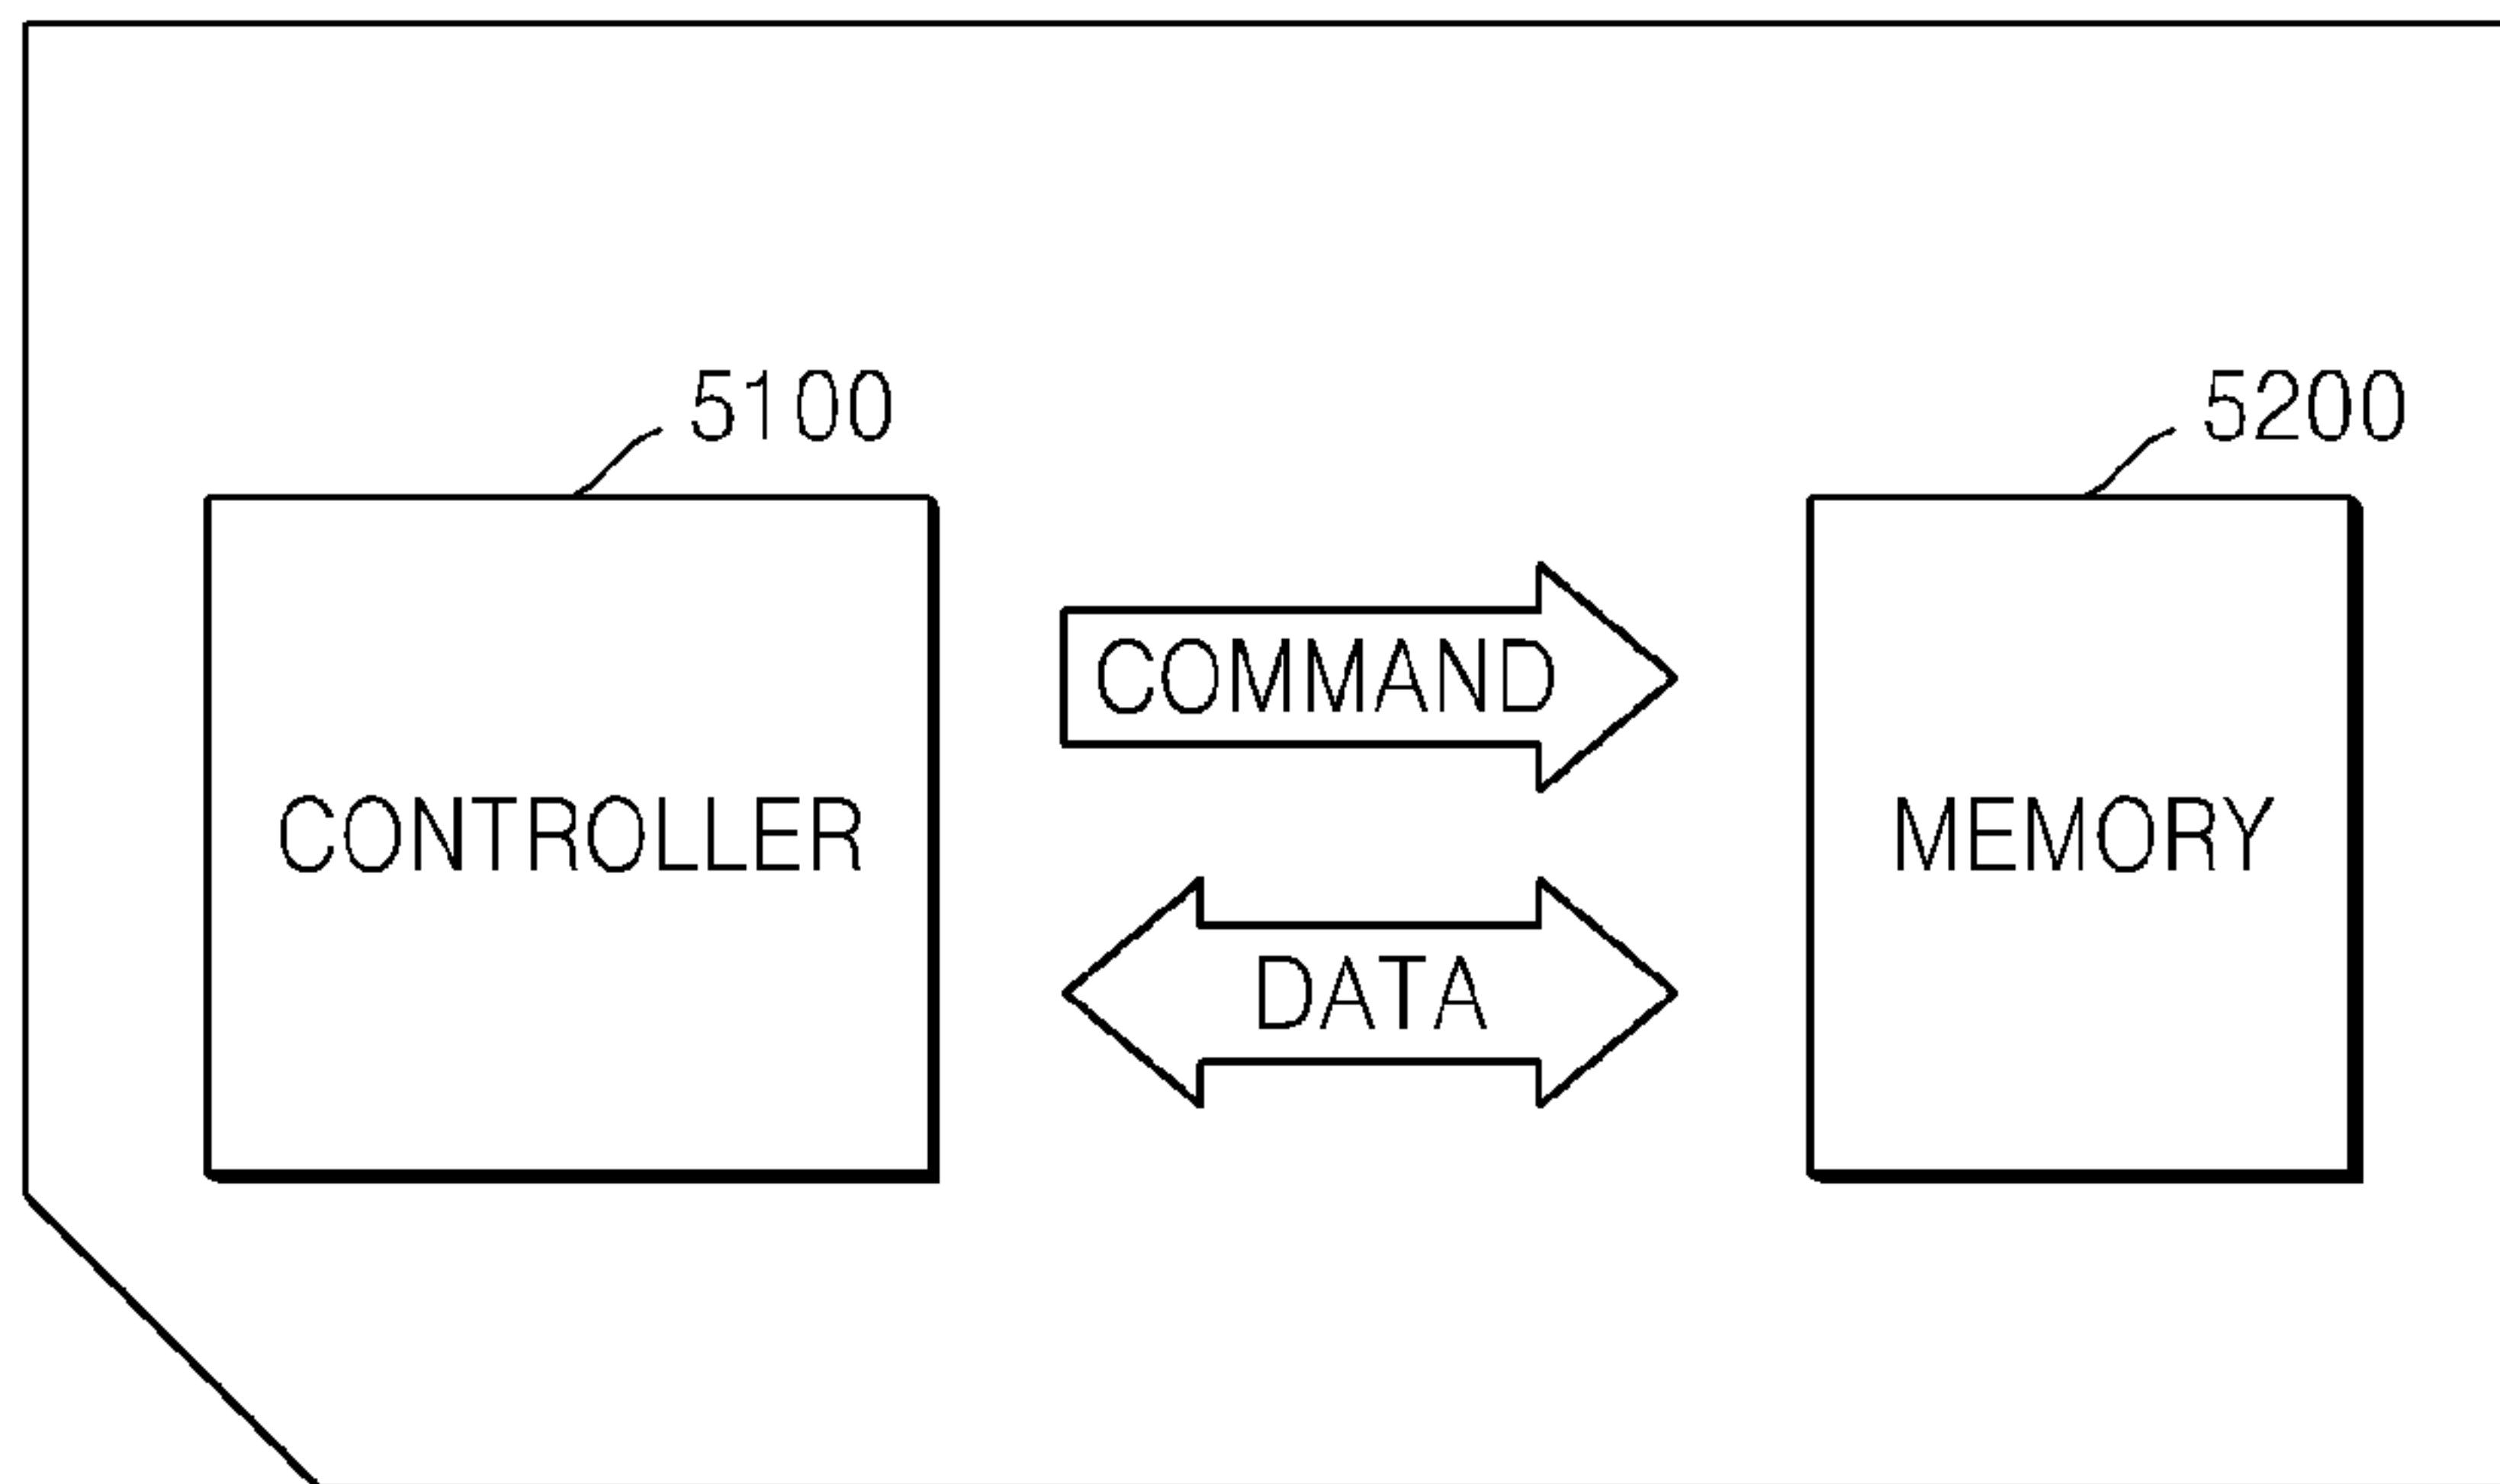 5100
5200
COMMAND
CONTROLLER
MEMORY
DATA